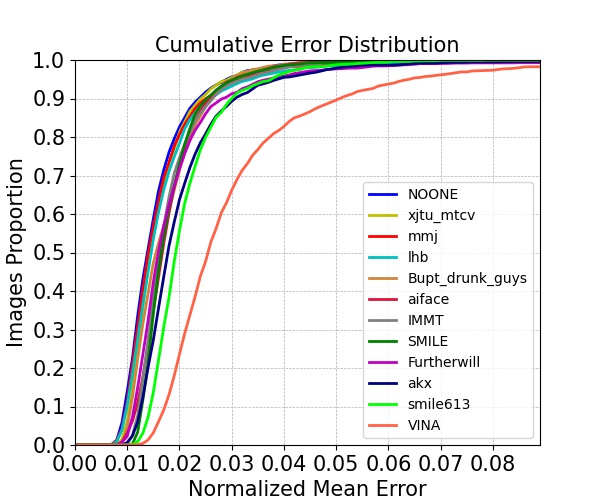 Cumulative Error Distribution
1.0
0.9
0.8
0.7
0.6
0.5
0.4
0.3
0.2
0.1
0.0
Images Proportion
NOONE
xjtu_mtcv
mmj
lhb
Bupt_drunk_guys
aiface
IMMT
SMILE
Furtherwill
akx
smile613
VINA
0.00 0.01 0.02 0.03 0.04 0.05 0.06 0.07 0.08
Normalized Mean Error